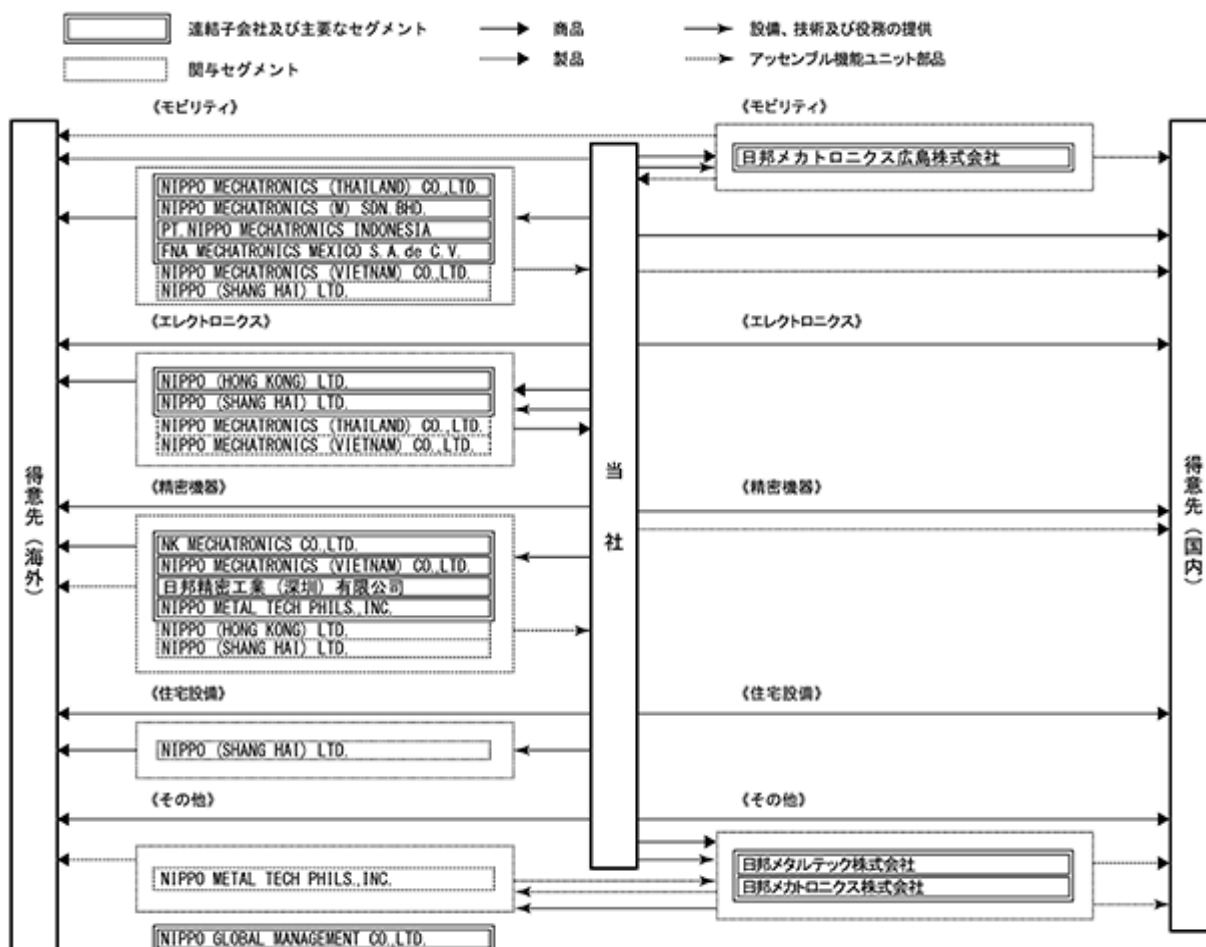 連結子会社及び主要なセグメント
商品
設備、技術及び役務の提供
関与セグメント
製品
アッセンブル機能ユニット部品
《モビリティ》
《モビリティ》
日邦メカトロニクス広島株式会社
NIPPO MECHATRONICS (THAILAND) CO.,LTD.
NIPPO MECHATRONICS (M) SDN.BHD.
PT.NIPPO MECHATRONICS INDONESIA
FNA MECHATRONICS MEXICO S.A.de C.V.
NIPPO MECHATRONICS (VIETNAM) CO.,LTD.
NIPPO (SHANG HAI) LTD.
《エレクトロニクス》
《エレクトロニクス》
NIPPO (HONG KONG) LTD.
NIPPO (SHANG HAI) LTD.
NIPPO MECHATRONICS (THAILAND) CO.,LTD.
NIPPO MECHATRONICS (VIETNAM) CO.,LTD.
得意先(海外)
当社
得意先(国内)
《精密機器》
《精密機器》
NK MECHATRONICS CO.,LTD.
NIPPO MECHATRONICS (VIETNAM) CO.,LTD.
日邦精密工業(深圳)有限公司
NIPPO METAL TECH PHILS.,INC.
NIPPO (HONG KONG) LTD.
NIPPO (SHANG HAI) LTD.
《住宅設備》
《住宅設備》
NIPPO (SHANG HAI) LTD.
《その他》
《その他》
NIPPO METAL TECH PHILS.,INC.
日邦メタルテック株式会社
日邦メカトロニクス株式会社
NIPPO GLOBAL MANAGEMENT CO.,LTD.